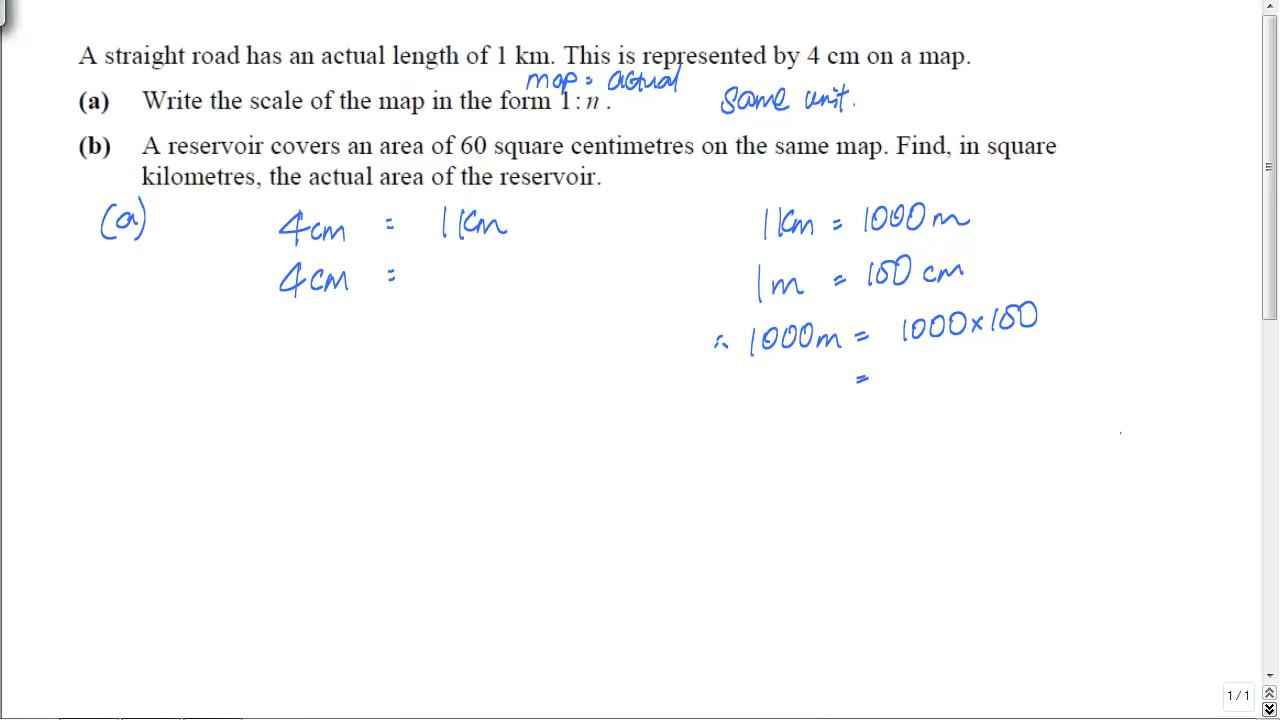 A straight road has an actual length of 1 km. This is represented by 4 cm on a map.
map : actual
(a) Write the scale of the map in the form 1 : n . same unit.
(b) A reservoir covers an area of 60 square centimetres on the same map. Find, in square
kilometres, the actual area of the reservoir.
(a) 4cm = 1km 1km = 1000m
4cm = 1m = 100 cm
∴ 1000m = 1000×100
=
1/1